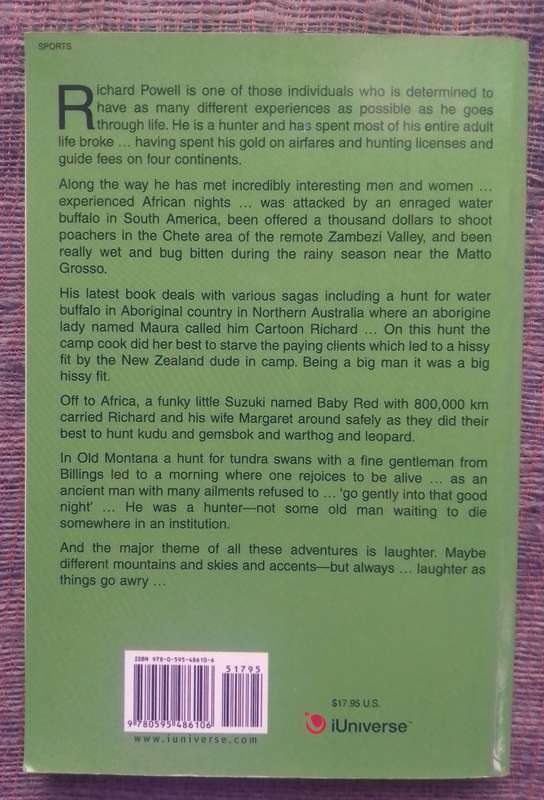 SPORTS
Richard Powell is one of those individuals who is determined to
have as many different experiences as possible as he goes
through life. He is a hunter and has spent most of his entire adult
life broke ... having spent his gold on airfares and hunting licenses and
guide fees on four continents.
Along the way he has met incredibly interesting men and women ...
experienced African nights ... was attacked by an enraged water
buffalo in South America, been offered a thousand dollars to shoot
poachers in the Chete area of the remote Zambezi Valley, and been
really wet and bug bitten during the rainy season near the Matto
Grosso.
His latest book deals with various sagas including a hunt for water
buffalo in Aboriginal country in Northern Australia where an aborigine
lady named Maura called him Cartoon Richard ... On this hunt the
camp cook did her best to starve the paying clients which led to a hissy
fit by the New Zealand dude in camp. Being a big man it was a big
hissy fit.
Off to Africa, a funky little Suzuki named Baby Red with 800,000 km
carried Richard and his wife Margaret around safely as they did their
best to hunt kudu and gemsbok and warthog and leopard.
In Old Montana a hunt for tundra swans with a fine gentleman from
Billings led to a morning where one rejoices to be alive ... as an
ancient man with many ailments refused to ... 'go gently into that good
night' ... He was a hunter—not some old man waiting to die
somewhere in an institution.
And the major theme of all these adventures is laughter. Maybe
different mountains and skies and accents—but always ... laughter as
things go awry ...
ISBN 978-0-595-48610-6
51795
9 780595 486106
www.iuniverse.com
$17.95 U.S.
iUniverse™